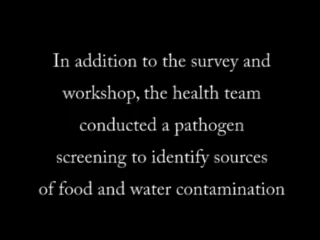 In addition to the survey and
workshop, the health team
conducted a pathogen
screening to identify sources
of food and water contamination